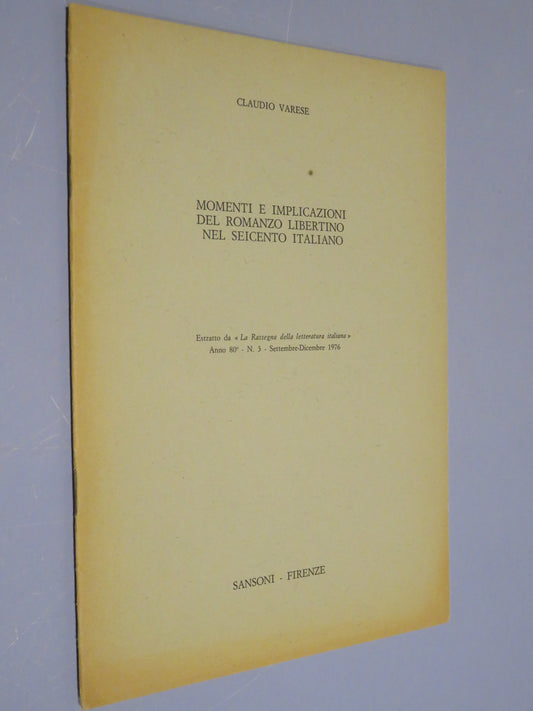 CLAUDIO VARESE
MOMENTI E IMPLICAZIONI
DEL ROMANZO LIBERTINO
NEL SEICENTO ITALIANO
Estratto da « La Rassegna della letteratura italiana »
Anno 80° - N. 3 - Settembre-Dicembre 1976
SANSONI - FIRENZE